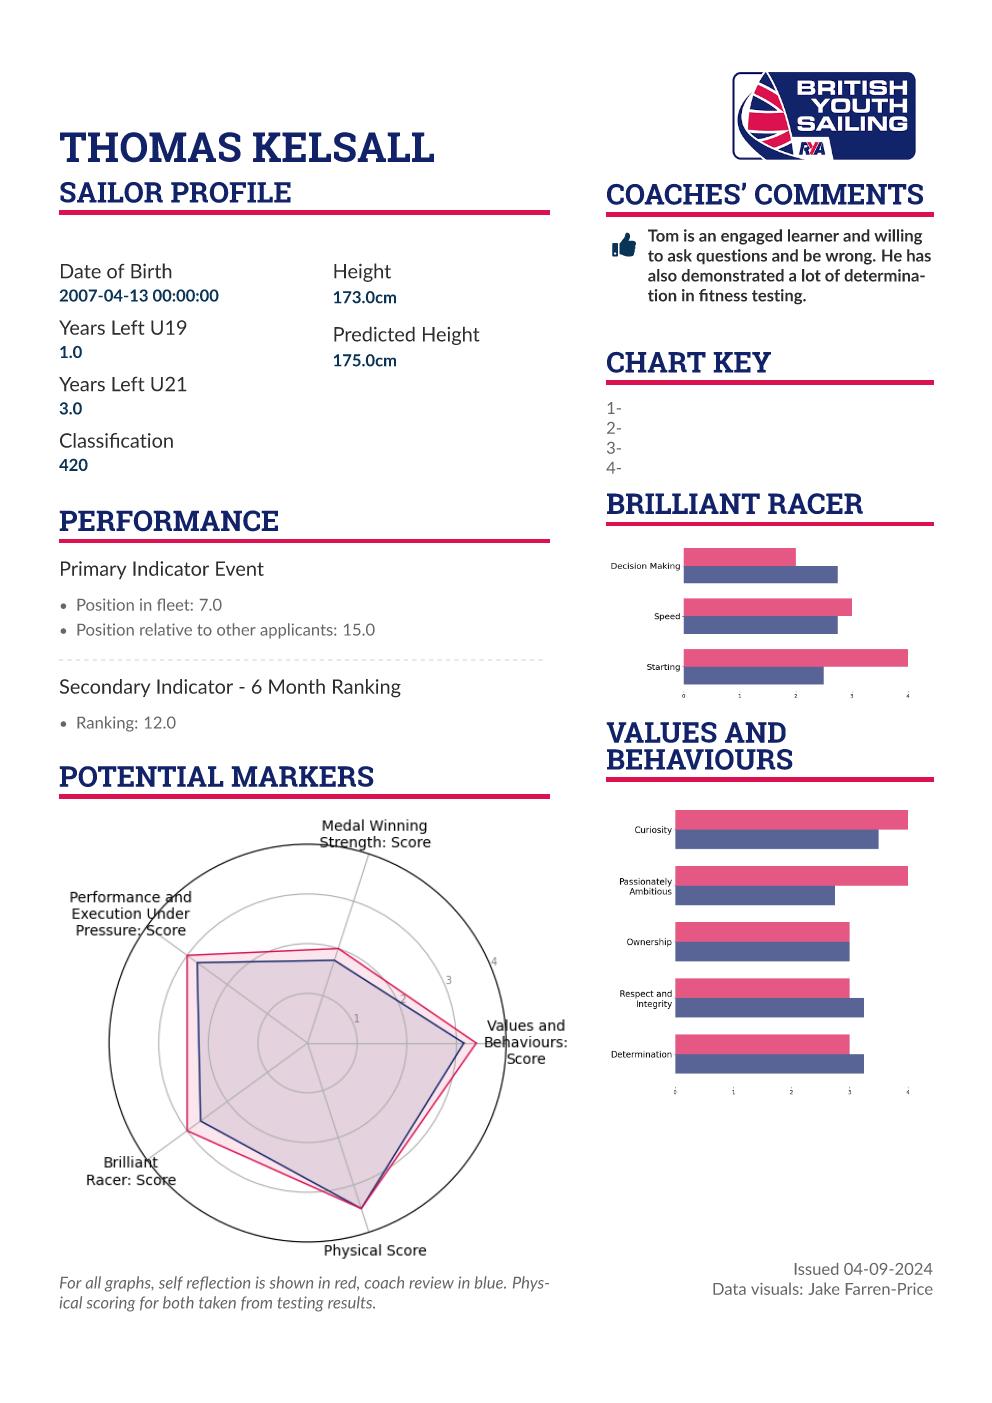 THOMAS KELSALL
SAILOR PROFILE
Date of Birth
2007-04-13 00:00:00
Years Left U19
1.0
Years Left U21
3.0
Classification
420
Height
173.0cm
Predicted Height
175.0cm
PERFORMANCE
Primary Indicator Event
• Position in fleet: 7.0
• Position relative to other applicants: 15.0
Secondary Indicator - 6 Month Ranking
• Ranking: 12.0
POTENTIAL MARKERS
Medal Winning
Strength: Score
Performance and
Execution Under
Pressure: Score
4
3
2
1
Values and
Behaviours:
Score
Brilliant
Racer: Score
Physical Score
For all graphs, self reflection is shown in red, coach review in blue. Phys-
ical scoring for both taken from testing results.
BRITISH
YOUTH
SAILING
RYA
COACHES’ COMMENTS
Tom is an engaged learner and willing
to ask questions and be wrong. He has
also demonstrated a lot of determina-
tion in fitness testing.
CHART KEY
1-
2-
3-
4-
BRILLIANT RACER
Decision Making
Speed
Starting
0 1 2 3 4
VALUES AND
BEHAVIOURS
Curiosity
Passionately
Ambitious
Ownership
Respect and
Integrity
Determination
0 1 2 3 4
Issued 04-09-2024
Data visuals: Jake Farren-Price